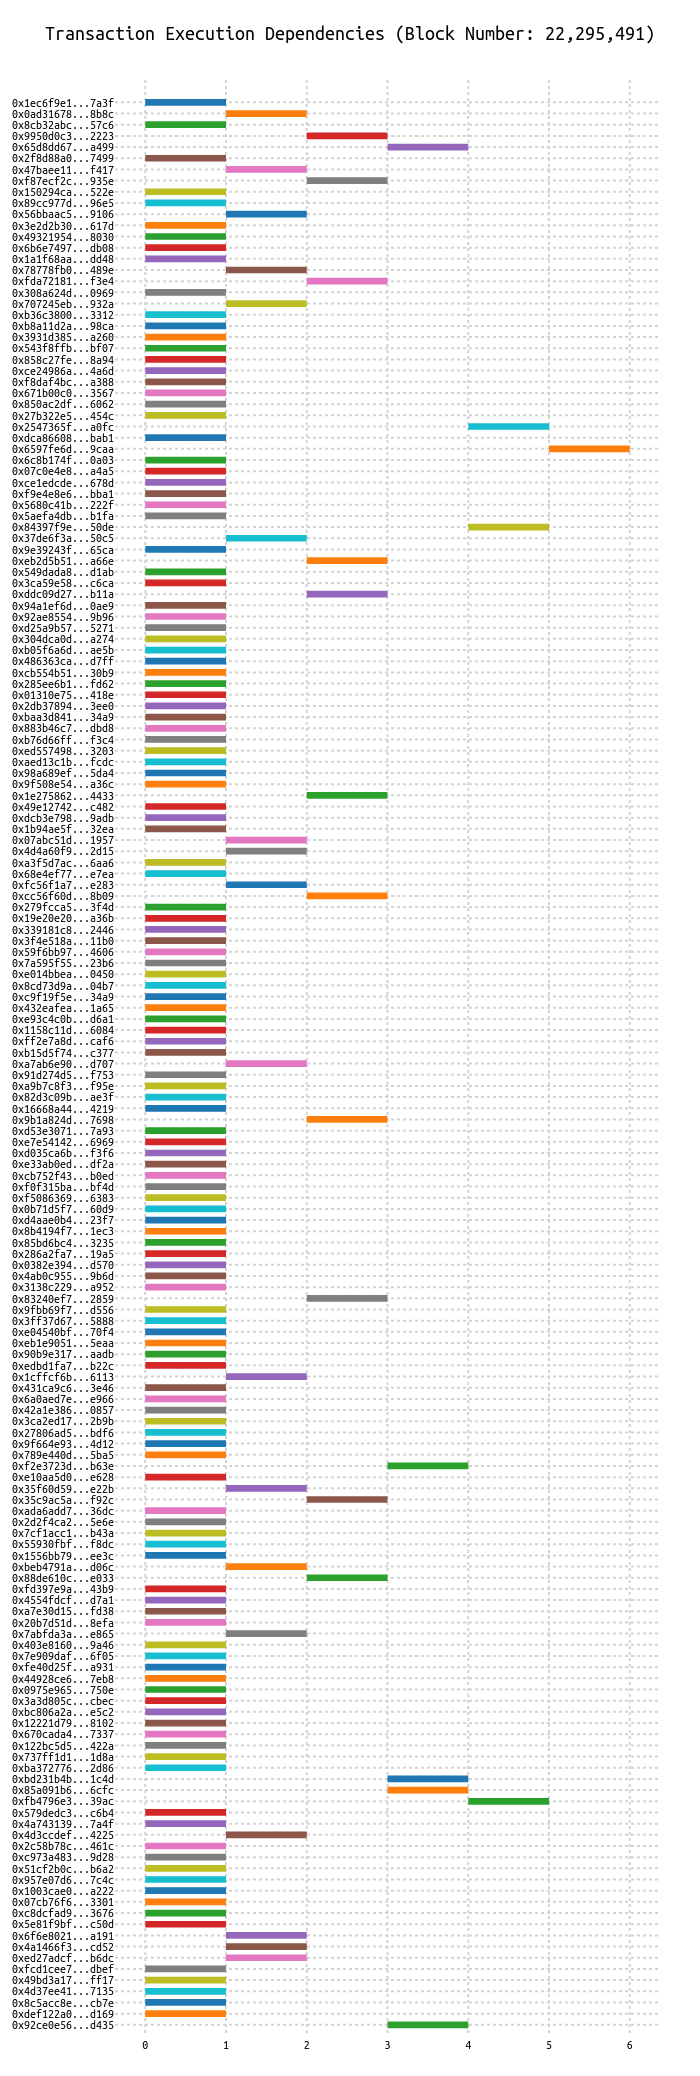 Transaction Execution Dependencies (Block Number: 22,295,491)
0x1ec6f9e1...7a3f
0x0ad31678...8b8c
0x8cb32abc...57c6
0x9950d0c3...2223
0x65d8dd67...a499
0x2f8d88a0...7499
0x47baee11...f417
0xf87ecf2c...935e
0x150294ca...522e
0x89cc977d...96e5
0x56bbaac5...9106
0x3e2d2b30...617d
0x49321954...8030
0x6b6e7497...db08
0x1a1f68aa...dd48
0x78778fb0...489e
0xfda72181...f3e4
0x308a624d...0969
0x707245eb...932a
0xb36c3800...3312
0xb8a11d2a...98ca
0x3931d385...a260
0x543f8ffb...bf07
0x858c27fe...8a94
0xce24986a...4a6d
0xf8daf4bc...a388
0x671b00c0...3567
0x850ac2df...6062
0x27b322e5...454c
0x2547365f...a0fc
0xdca86608...bab1
0x6597fe6d...9caa
0x6c8b174f...0a03
0x07c0e4e8...a4a5
0xce1edcde...678d
0xf9e4e8e6...bba1
0x5680c41b...222f
0x5aefa4db...b1fa
0x84397f9e...50de
0x37de6f3a...50c5
0x9e39243f...65ca
0xeb2d5b51...a66e
0x549dada8...d1ab
0x3ca59e58...c6ca
0xddc09d27...b11a
0x94a1ef6d...0ae9
0x92ae8554...9b96
0xd25a9b57...5271
0x304dca0d...a274
0xb05f6a6d...ae5b
0x486363ca...d7ff
0xcb554b51...30b9
0x285ee6b1...fd62
0x01310e75...418e
0x2db37894...3ee0
0xbaa3d841...34a9
0x883b46c7...dbd8
0xb76d66ff...f3c4
0xed557498...3203
0xaed13c1b...fcdc
0x98a689ef...5da4
0x9f508e54...a36c
0x1e275862...4433
0x49e12742...c482
0xdcb3e798...9adb
0x1b94ae5f...32ea
0x07abc51d...1957
0x4d4a60f9...2d15
0xa3f5d7ac...6aa6
0x68e4ef77...e7ea
0xfc56f1a7...e283
0xcc56f60d...8b09
0x279fcca5...3f4d
0x19e20e20...a36b
0x339181c8...2446
0x3f4e518a...11b0
0x59f6bb97...4606
0x7a595f55...23b6
0xe014bbea...0450
0x8cd73d9a...04b7
0xc9f19f5e...34a9
0x432eafea...1a65
0xe93c4c0b...d6a1
0x1158c11d...6084
0xff2e7a8d...caf6
0xb15d5f74...c377
0xa7ab6e90...d707
0x91d274d5...f753
0xa9b7c8f3...f95e
0x82d3c09b...ae3f
0x16668a44...4219
0x9b1a824d...7698
0xd53e3071...7a93
0xe7e54142...6969
0xd035ca6b...f3f6
0xe33ab0ed...df2a
0xcb752f43...b0ed
0xf0f315ba...bf4d
0xf5086369...6383
0x0b71d5f7...60d9
0xd4aae0b4...23f7
0x8b4194f7...1ec3
0x85bd6bc4...3235
0x286a2fa7...19a5
0x0382e394...d570
0x4ab0c955...9b6d
0x3138c229...a952
0x83240ef7...2859
0x9fbb69f7...d556
0x3ff37d67...5888
0xe04540bf...70f4
0xeb1e9051...5eaa
0x90b9e317...aadb
0xedbd1fa7...b22c
0x1cffcf6b...6113
0x431ca9c6...3e46
0x6a0aed7e...e966
0x42a1e386...0857
0x3ca2ed17...2b9b
0x27806ad5...bdf6
0x9f664e93...4d12
0x789e440d...5ba5
0xf2e3723d...b63e
0xe10aa5d0...e628
0x35f60d59...e22b
0x35c9ac5a...f92c
0xada6add7...36dc
0x2d2f4ca2...5e6e
0x7cf1acc1...b43a
0x55930fbf...f8dc
0x1556bb79...ee3c
0xbeb4791a...d06c
0x88de610c...e033
0xfd397e9a...43b9
0x4554fdcf...d7a1
0xa7e30d15...fd38
0x20b7d51d...8efa
0x7abfda3a...e865
0x403e8160...9a46
0x7e909daf...6f05
0xfe40d25f...a931
0x44928ce6...7eb8
0x0975e965...750e
0x3a3d805c...cbec
0xbc806a2a...e5c2
0x12221d79...8102
0x670cada4...7337
0x122bc5d5...422a
0x737ff1d1...1d8a
0xba372776...2d86
0xbd231b4b...1c4d
0x85a091b6...6cfc
0xfb4796e3...39ac
0x579dedc3...c6b4
0x4a743139...7a4f
0x4d3ccdef...4225
0x2c58b78c...461c
0xc973a483...9d28
0x51cf2b0c...b6a2
0x957e07d6...7c4c
0x1003cae0...a222
0x07cb76f6...3301
0xc8dcfad9...3676
0x5e81f9bf...c50d
0x6f6e8021...a191
0x4a1466f3...cd52
0xed27adcf...b6dc
0xfcd1cee7...dbef
0x49bd3a17...ff17
0x4d37ee41...7135
0x8c5acc8e...cb7e
0xdef122a0...d169
0x92ce0e56...d435
0 1 2 3 4 5 6